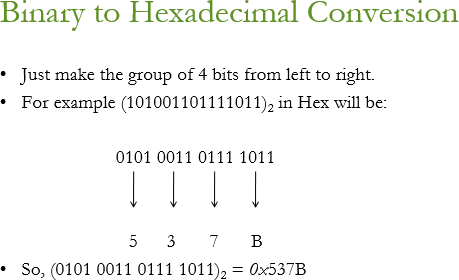 Binary to Hexadecimal Conversion
• Just make the group of 4 bits from left to right.
• For example (101001101111011)₂ in Hex will be:
0101 0011 0111 1011
5 3 7 B
• So, (0101 0011 0111 1011)₂ = 0x537B